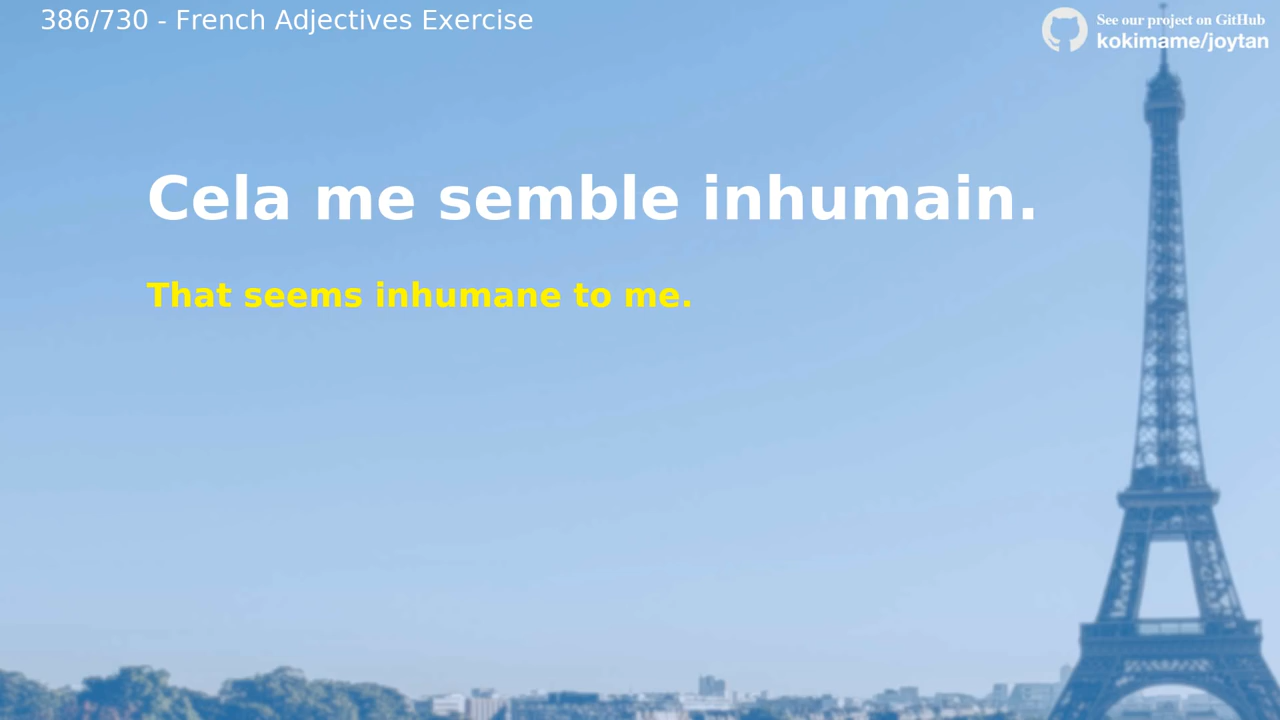 386/730 - French Adjectives Exercise
See our project on GitHub
kokimame/joytan
Cela me semble inhumain.
That seems inhumane to me.